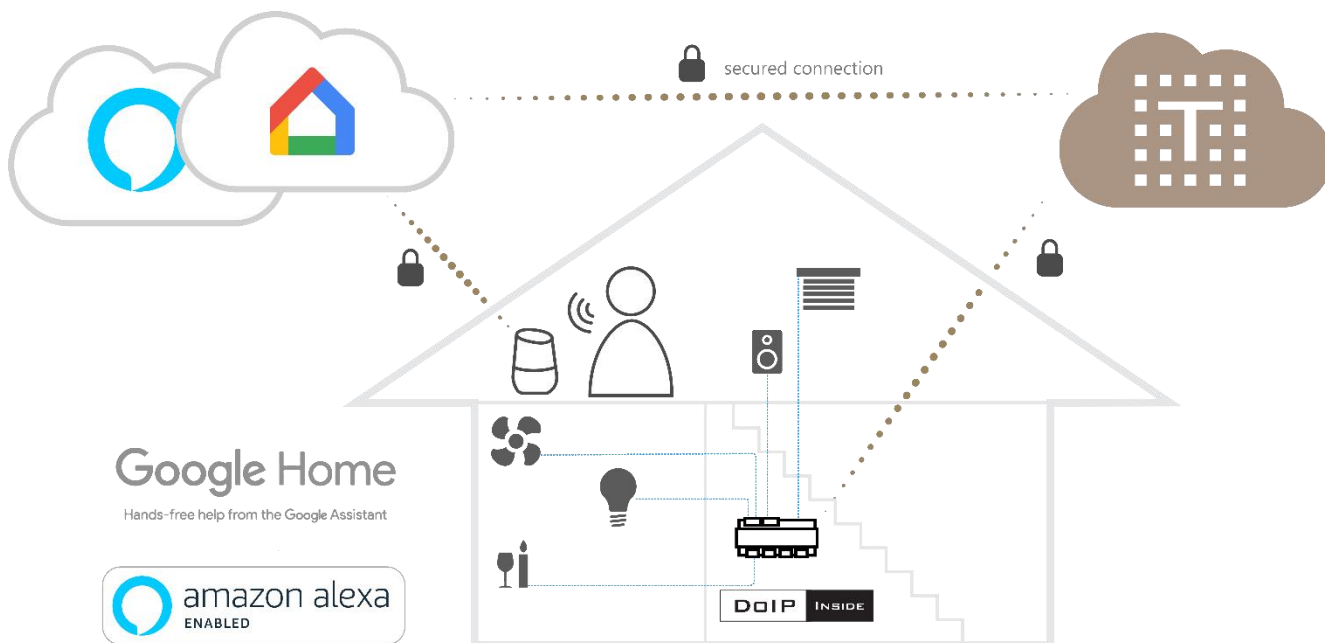 secured connection
T
Google Home
Hands-free help from the Google Assistant
amazon alexa
ENABLED
DoIP INSIDE